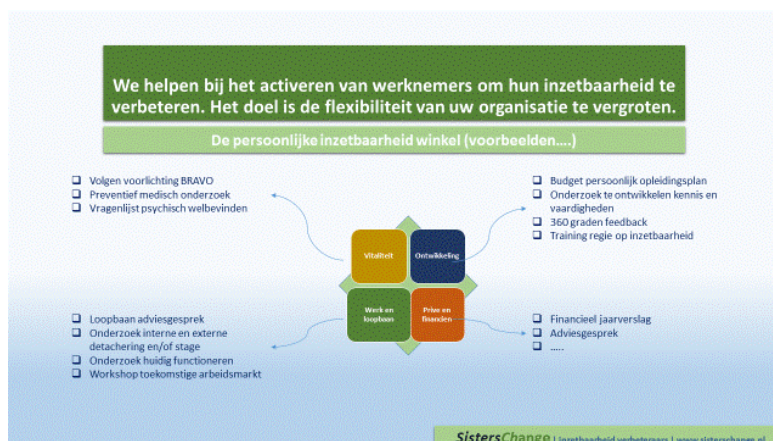 We helpen bij het activeren van werknemers om hun inzetbaarheid te
verbeteren. Het doel is de flexibiliteit van uw organisatie te vergroten.
De persoonlijke inzetbaarheid winkel (voorbeelden....)
Volgen voorlichting BRAVO
Preventief medisch onderzoek
Vragenlijst psychisch welbevinden
Budget persoonlijk opleidingsplan
Onderzoek te ontwikkelen kennis en
vaardigheden
360 graden feedback
Training regie op inzetbaarheid
Vitaliteit
Ontwikkeling
Werk en
loopbaan
Prive en
financien
Loopbaan adviesgesprek
Onderzoek interne en externe
detachering en/of stage
Onderzoek huidig functioneren
Workshop toekomstige arbeidsmarkt
Financieel jaarverslag
Adviesgesprek
.....
SistersChange | inzetbaarheid verbeteraars | www.sisterschange.nl